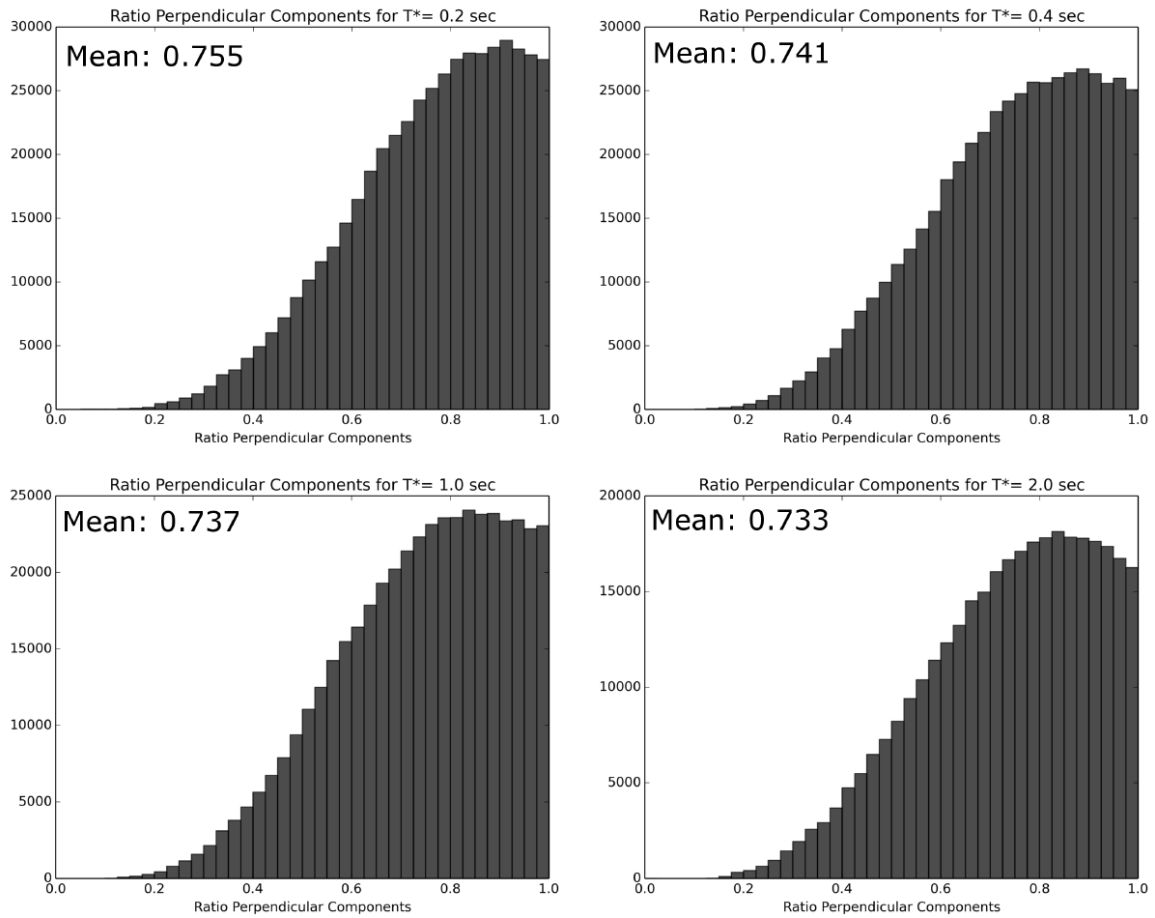 Ratio Perpendicular Components for T*= 0.2 sec
Mean: 0.755
30000
25000
20000
15000
10000
5000
0
0.0 0.2 0.4 0.6 0.8 1.0
Ratio Perpendicular Components
Ratio Perpendicular Components for T*= 0.4 sec
Mean: 0.741
30000
25000
20000
15000
10000
5000
0
0.0 0.2 0.4 0.6 0.8 1.0
Ratio Perpendicular Components
Ratio Perpendicular Components for T*= 1.0 sec
Mean: 0.737
25000
20000
15000
10000
5000
0
0.0 0.2 0.4 0.6 0.8 1.0
Ratio Perpendicular Components
Ratio Perpendicular Components for T*= 2.0 sec
Mean: 0.733
20000
15000
10000
5000
0
0.0 0.2 0.4 0.6 0.8 1.0
Ratio Perpendicular Components